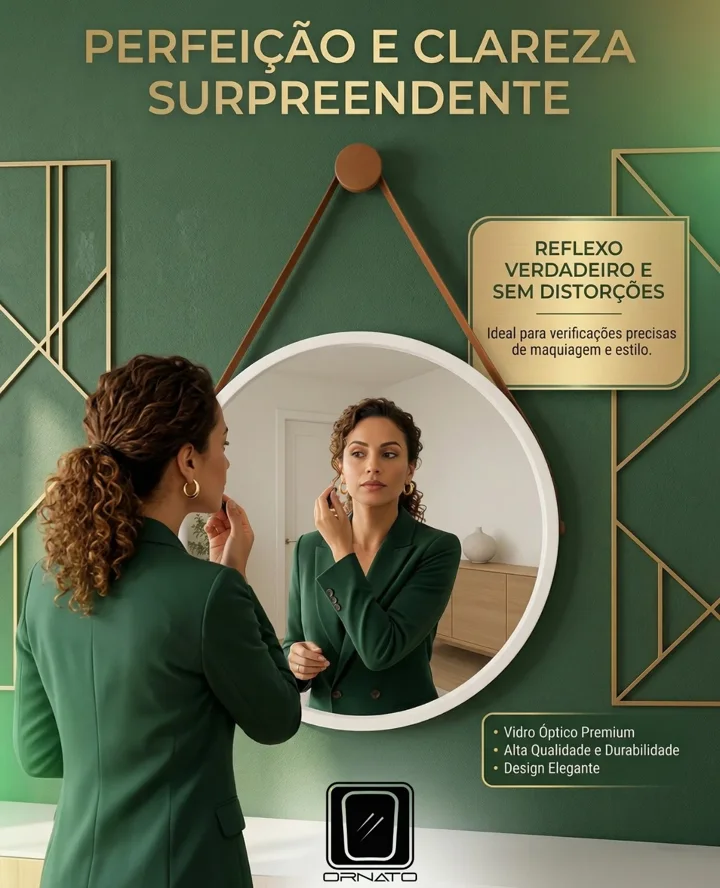 PERFEIÇÃO E CLAREZA
SURPREENDENTE
REFLEXO
VERDADEIRO E
SEM DISTORÇÕES
Ideal para verificações precisas
de maquiagem e estilo.
• Vidro Óptico Premium
• Alta Qualidade e Durabilidade
• Design Elegante
ORNATO